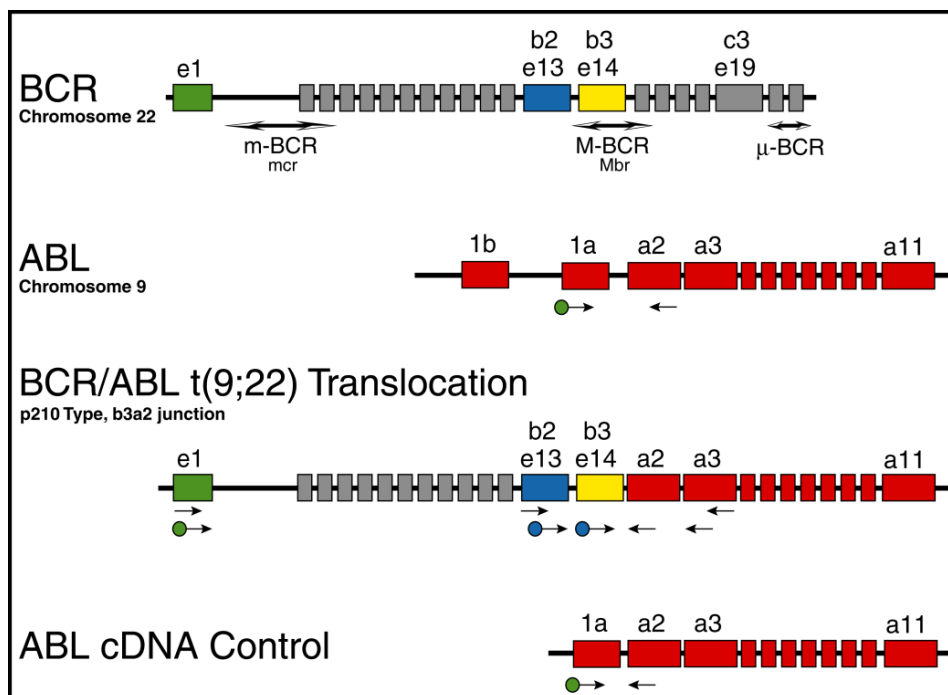 b2 b3 c3
e1 e13 e14 e19
BCR
Chromosome 22
m-BCR M-BCR μ-BCR
mcr Mbr
1b 1a a2 a3 a11
ABL
Chromosome 9
BCR/ABL t(9;22) Translocation
p210 Type, b3a2 junction
b2 b3
e1 e13 e14 a2 a3 a11
1a a2 a3 a11
ABL cDNA Control